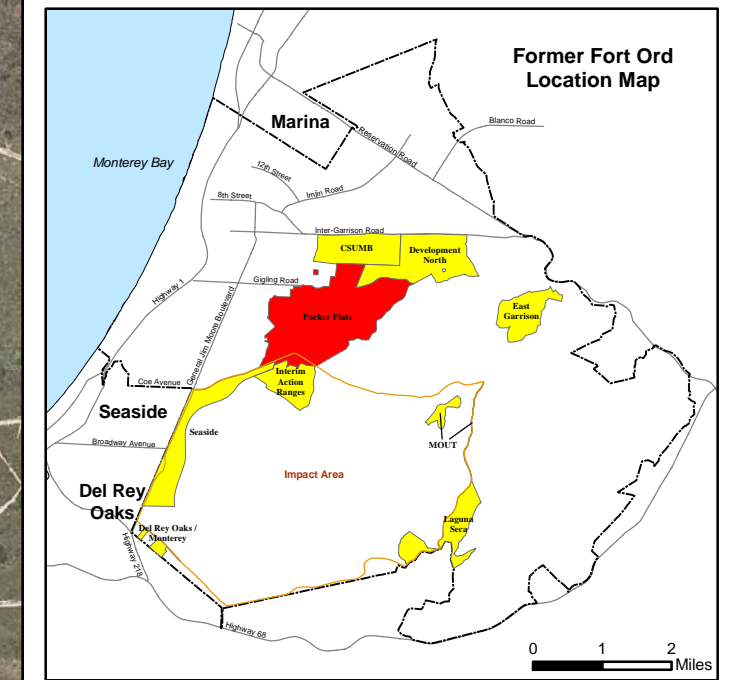 Former Fort Ord
Location Map
Marina
Blanco Road
Reservation Road
Monterey Bay
12th Street
Imjin Road
8th Street
Inter-Garrison Road
CSUMB
Development
North
Gigling Road
Highway 1
General Jim Moore Boulevard
Parker Flats
East
Garrison
Coe Avenue
Interim
Action
Ranges
Seaside
Seaside
Broadway Avenue
MOUT
Impact Area
Del Rey
Oaks
Laguna
Seca
Del Rey Oaks /
Monterey
Highway 218
Highway 68
0 1 2
Miles